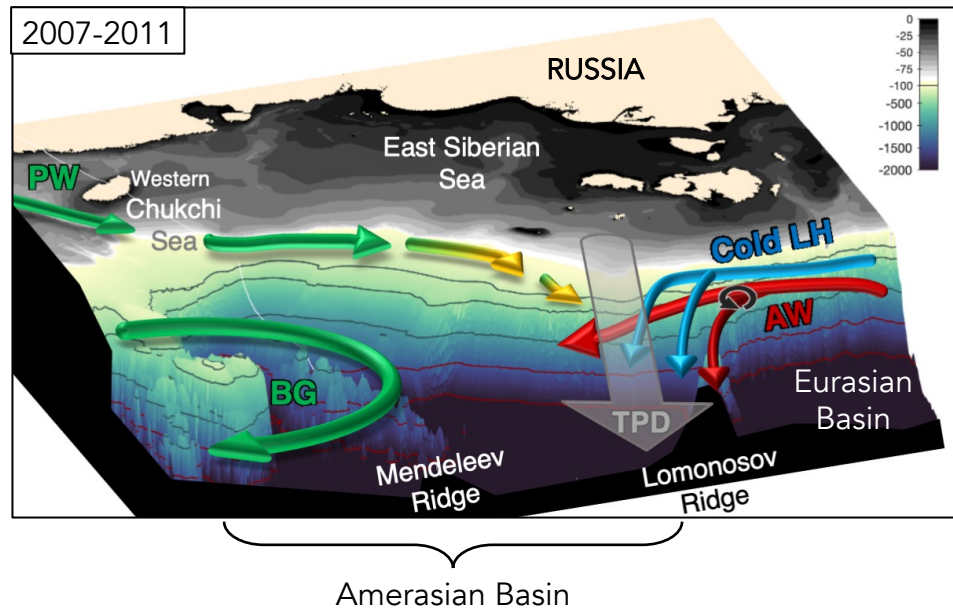 2007-2011
RUSSIA
0
-25
-50
-75
-100
-500
-1000
-1500
-2000
East Siberian
Sea
PW
Western
Chukchi
Sea
Cold LH
AW
BG
TPD
Eurasian
Basin
Mendeleev
Ridge
Lomonosov
Ridge
Amerasian Basin